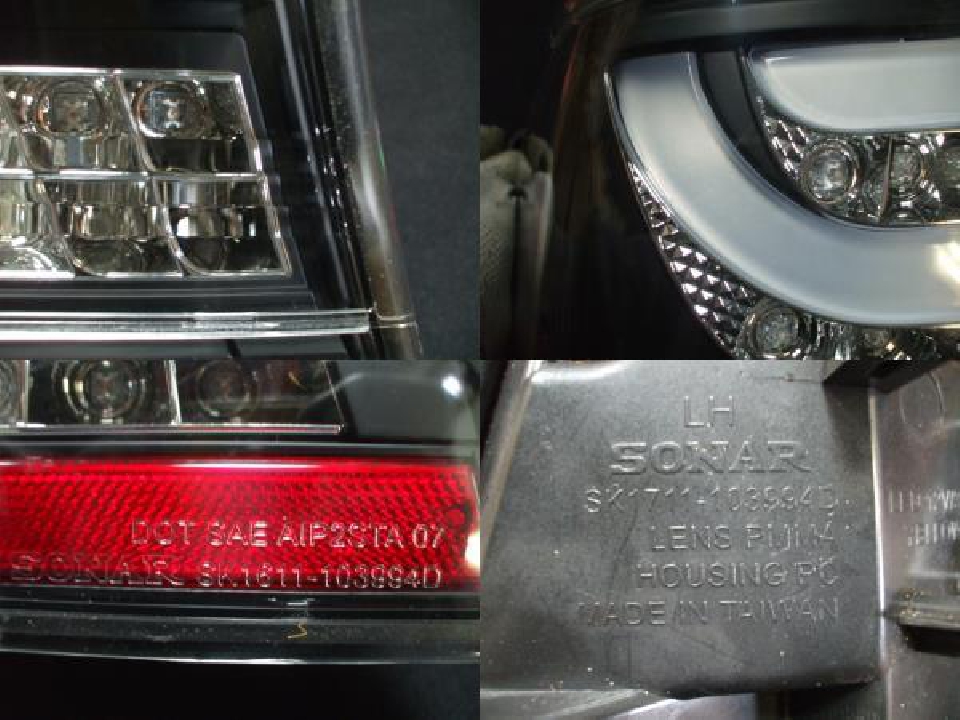 DOT SAE AIP2STA 07
SONAR SK1611-103994D
LH
SONAR
SK1711-103994D
LENS PMMA
HOUSING PC
MADE IN TAIWAN